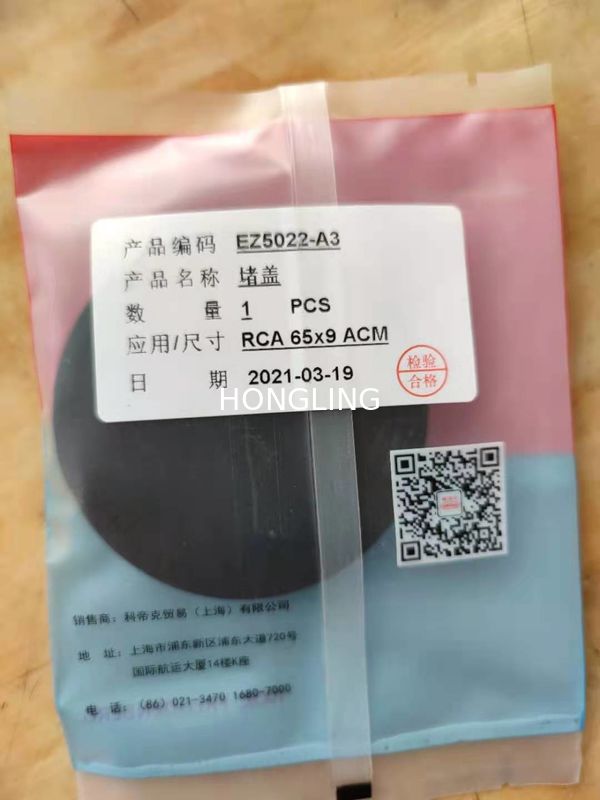 产品编码 EZ5022-A3
产品名称 堵盖
数 量 1 PCS
应用/尺寸 RCA 65x9 ACM
日 期 2021-03-19
检验
合格
HONGLING
销售商：科帝克贸易（上海）有限公司
地 址：上海市浦东新区浦东大道720号
国际航运大厦14楼K座
电 话：(86) 021-3470 1680-7000